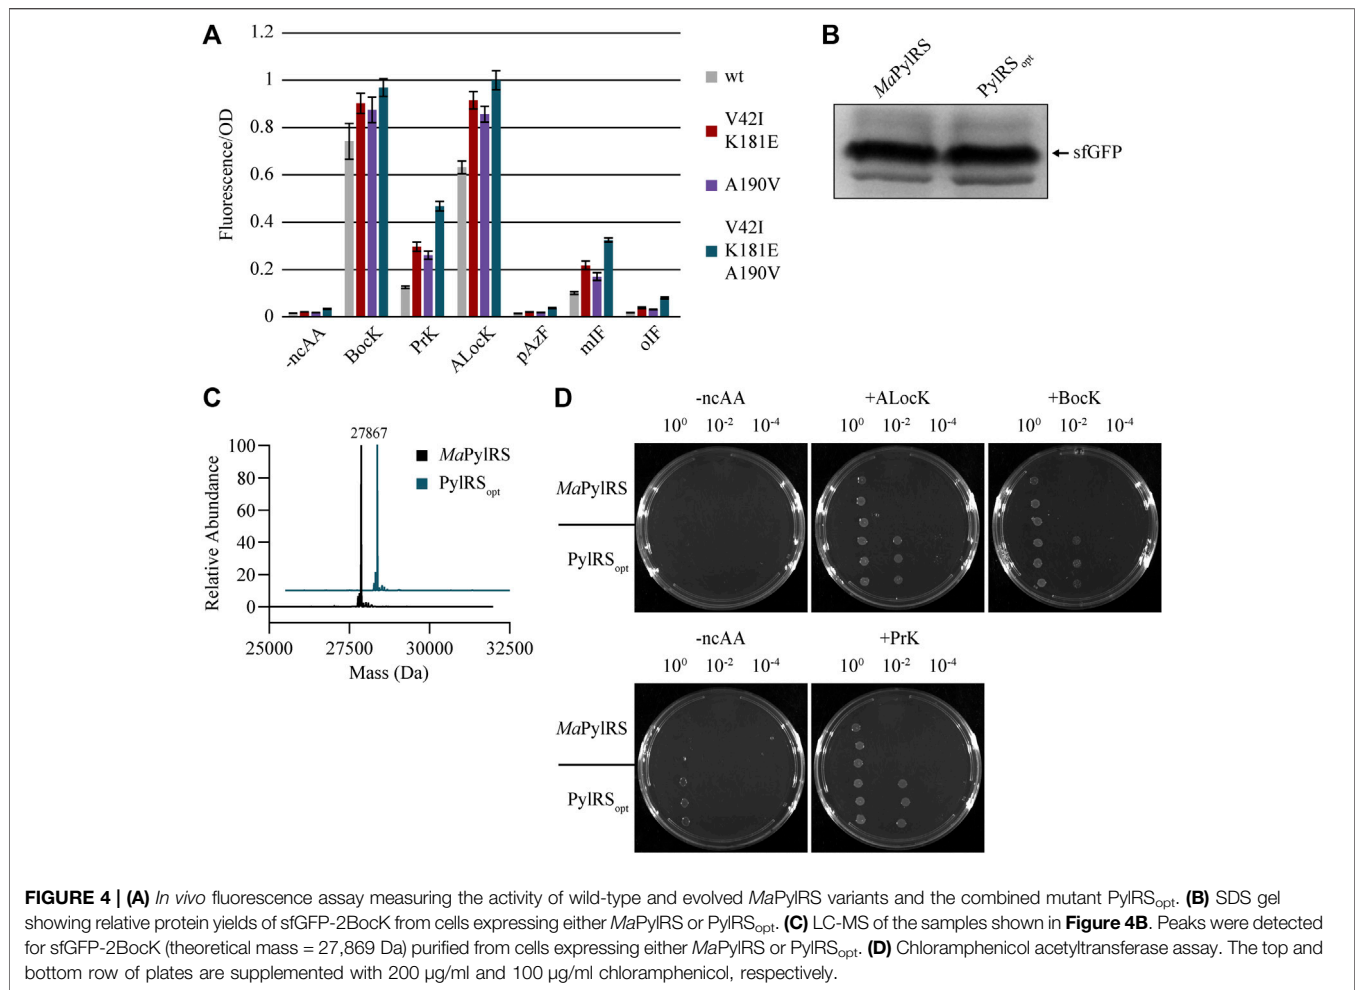 A
1.2
1
0.8
0.6
0.4
0.2
0
Fluorescence/OD
-ncAA
BocK
PrK
ALocK
pAzF
mIF
oIF
wt
V42I
K181E
A190V
V42I
K181E
A190V
B
MaPylRS
PylRSopt
sfGFP
C
27867
100
80
60
40
20
0
Relative Abundance
25000 27500 30000 32500
Mass (Da)
MaPylRS
PylRSopt
D
-ncAA +ALocK +BocK
10⁰ 10⁻² 10⁻⁴ 10⁰ 10⁻² 10⁻⁴ 10⁰ 10⁻² 10⁻⁴
MaPylRS
PylRSopt
-ncAA +PrK
10⁰ 10⁻² 10⁻⁴ 10⁰ 10⁻² 10⁻⁴
MaPylRS
PylRSopt
FIGURE 4 | (A) In vivo fluorescence assay measuring the activity of wild-type and evolved MaPylRS variants and the combined mutant PylRSopt. (B) SDS gel
showing relative protein yields of sfGFP-2BocK from cells expressing either MaPylRS or PylRSopt. (C) LC-MS of the samples shown in Figure 4B. Peaks were detected
for sfGFP-2BocK (theoretical mass = 27,869 Da) purified from cells expressing either MaPylRS or PylRSopt. (D) Chloramphenicol acetyltransferase assay. The top and
bottom row of plates are supplemented with 200 µg/ml and 100 µg/ml chloramphenicol, respectively.